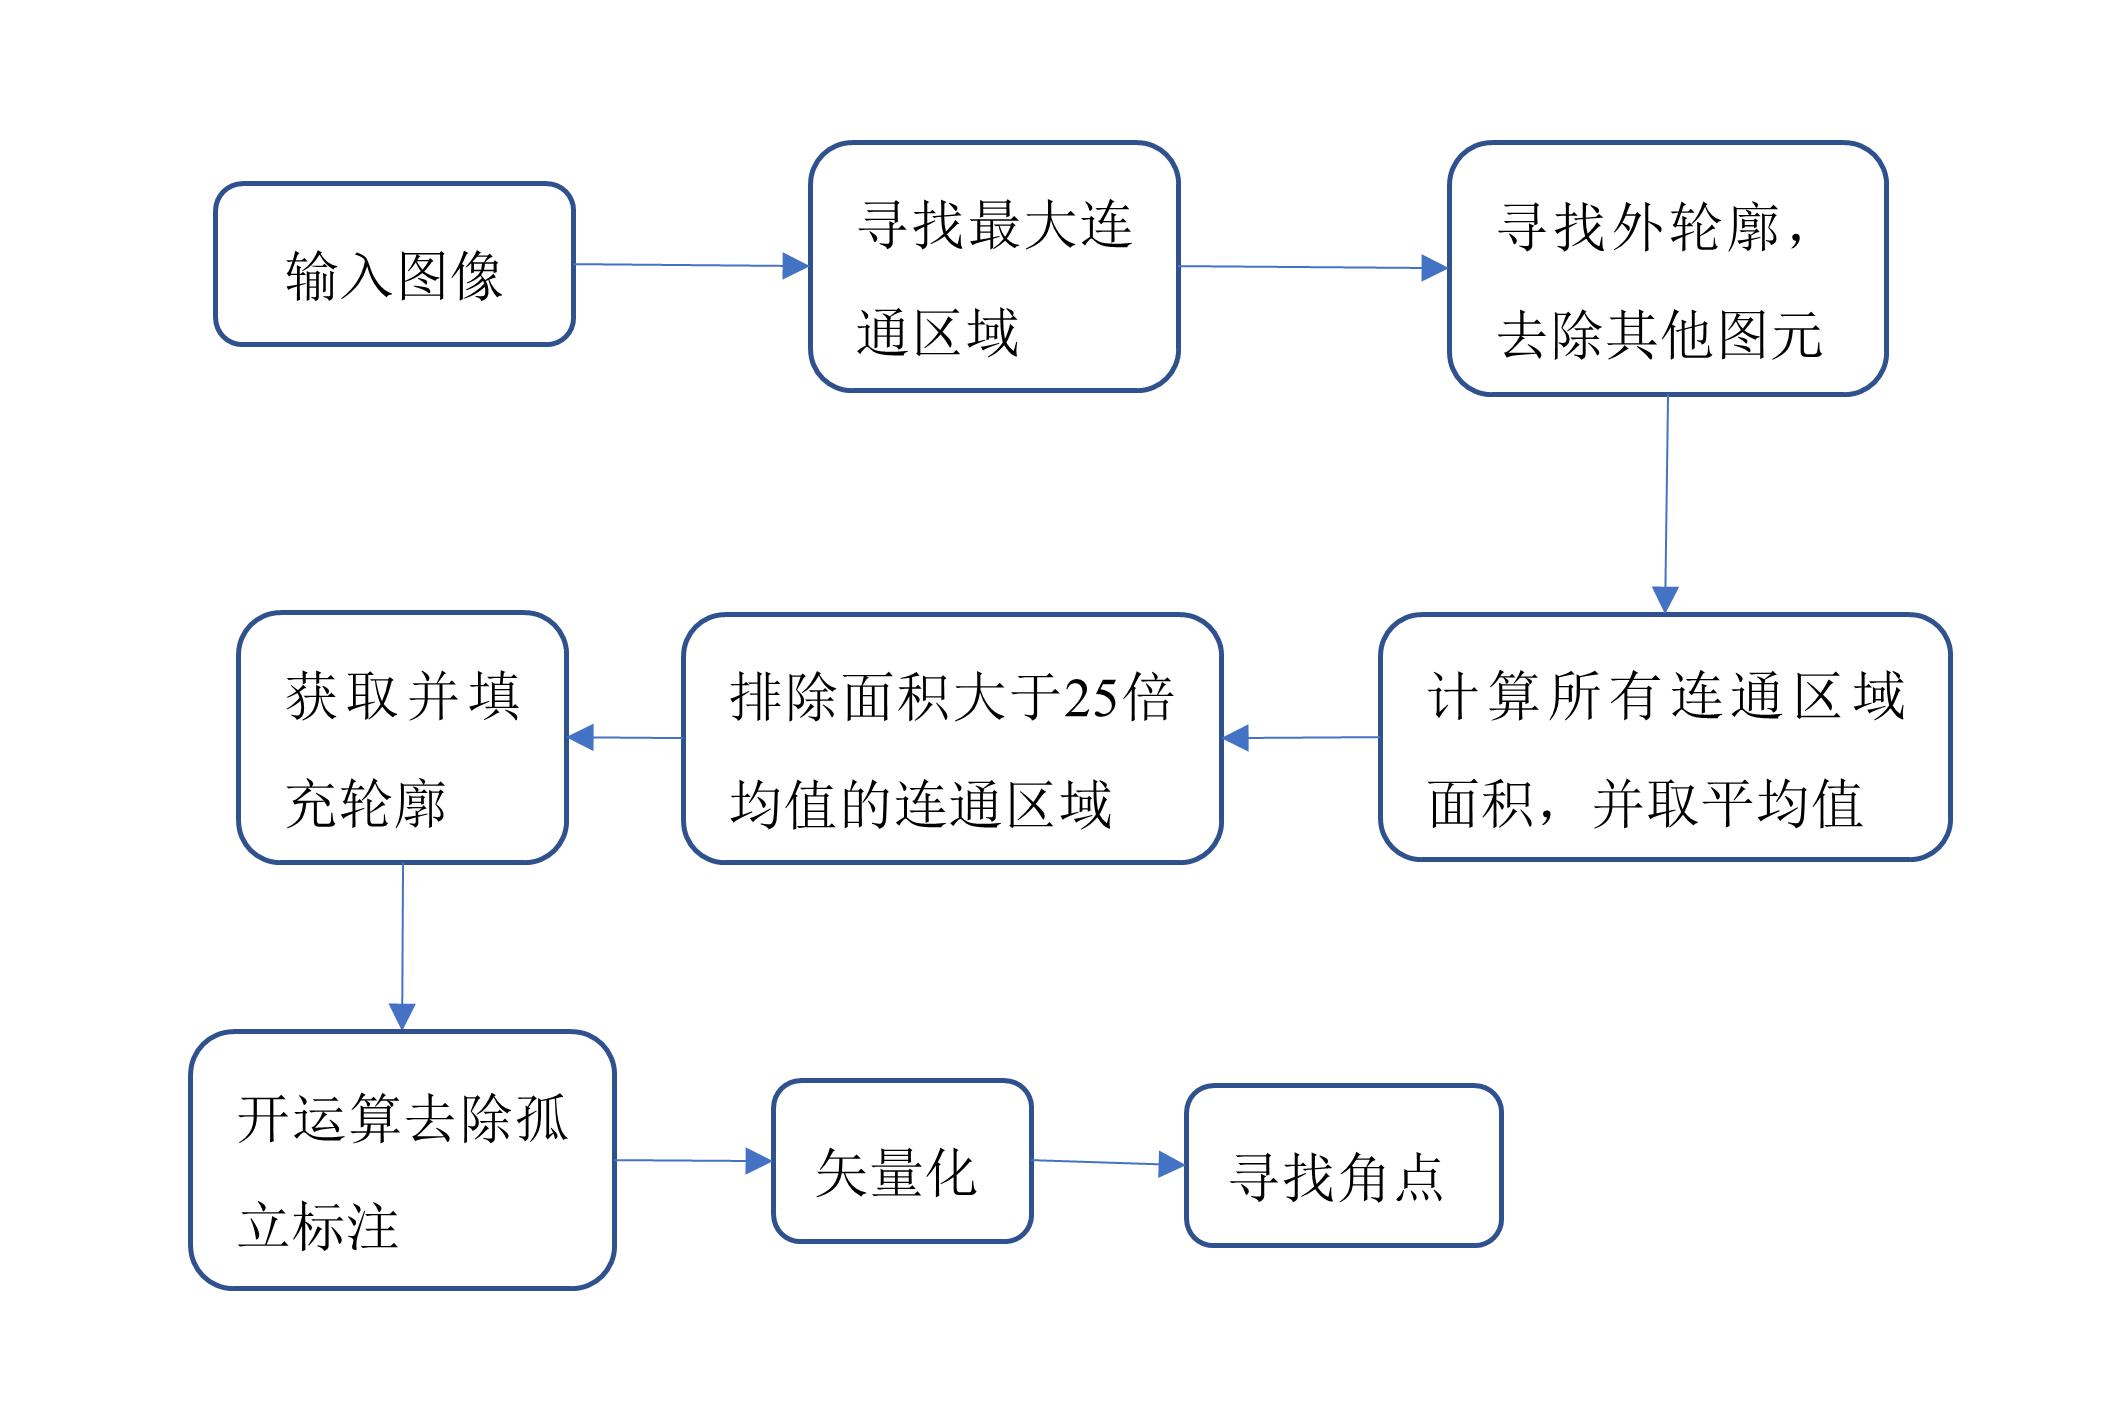 输入图像
寻找最大连
通区域
寻找外轮廓，
去除其他图元
计算所有连通区域
面积，并取平均值
排除面积大于25倍
均值的连通区域
获取并填
充轮廓
开运算去除孤
立标注
矢量化
寻找角点